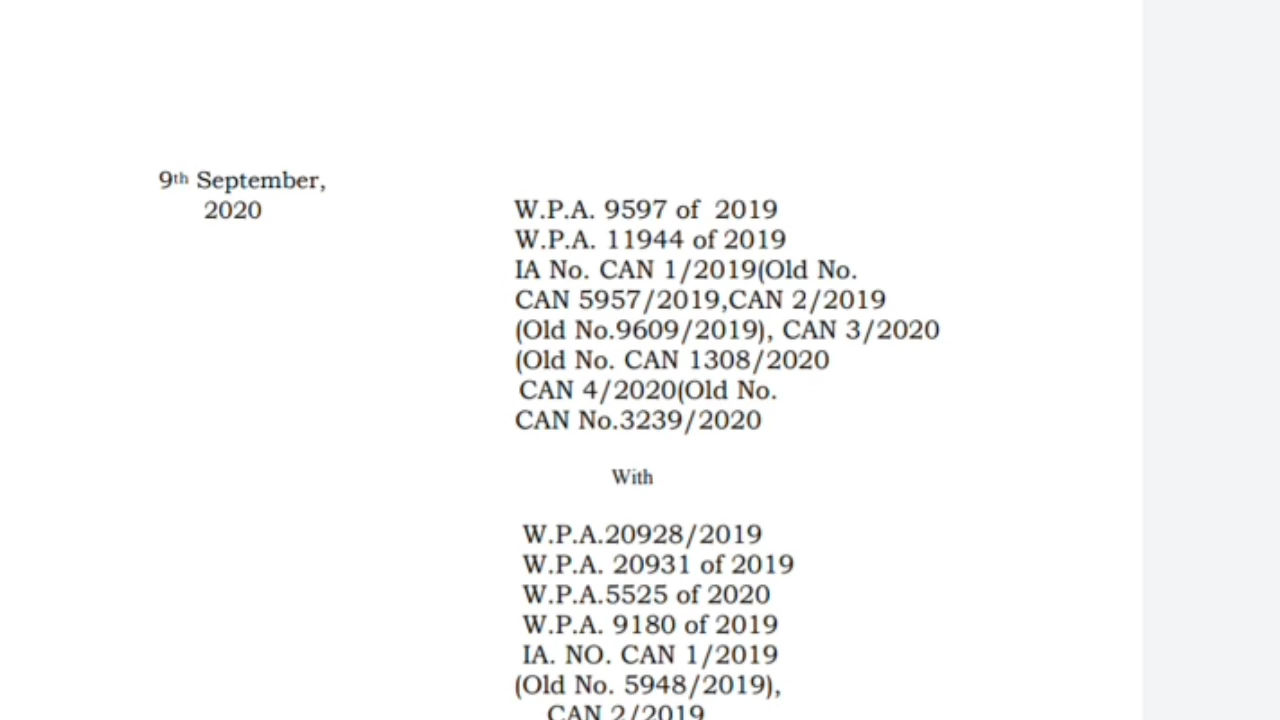 9th September,
2020
W.P.A. 9597 of 2019
W.P.A. 11944 of 2019
IA No. CAN 1/2019(Old No.
CAN 5957/2019,CAN 2/2019
(Old No.9609/2019), CAN 3/2020
(Old No. CAN 1308/2020
CAN 4/2020(Old No.
CAN No.3239/2020
With
W.P.A.20928/2019
W.P.A. 20931 of 2019
W.P.A.5525 of 2020
W.P.A. 9180 of 2019
IA. NO. CAN 1/2019
(Old No. 5948/2019),
CAN 2/2019